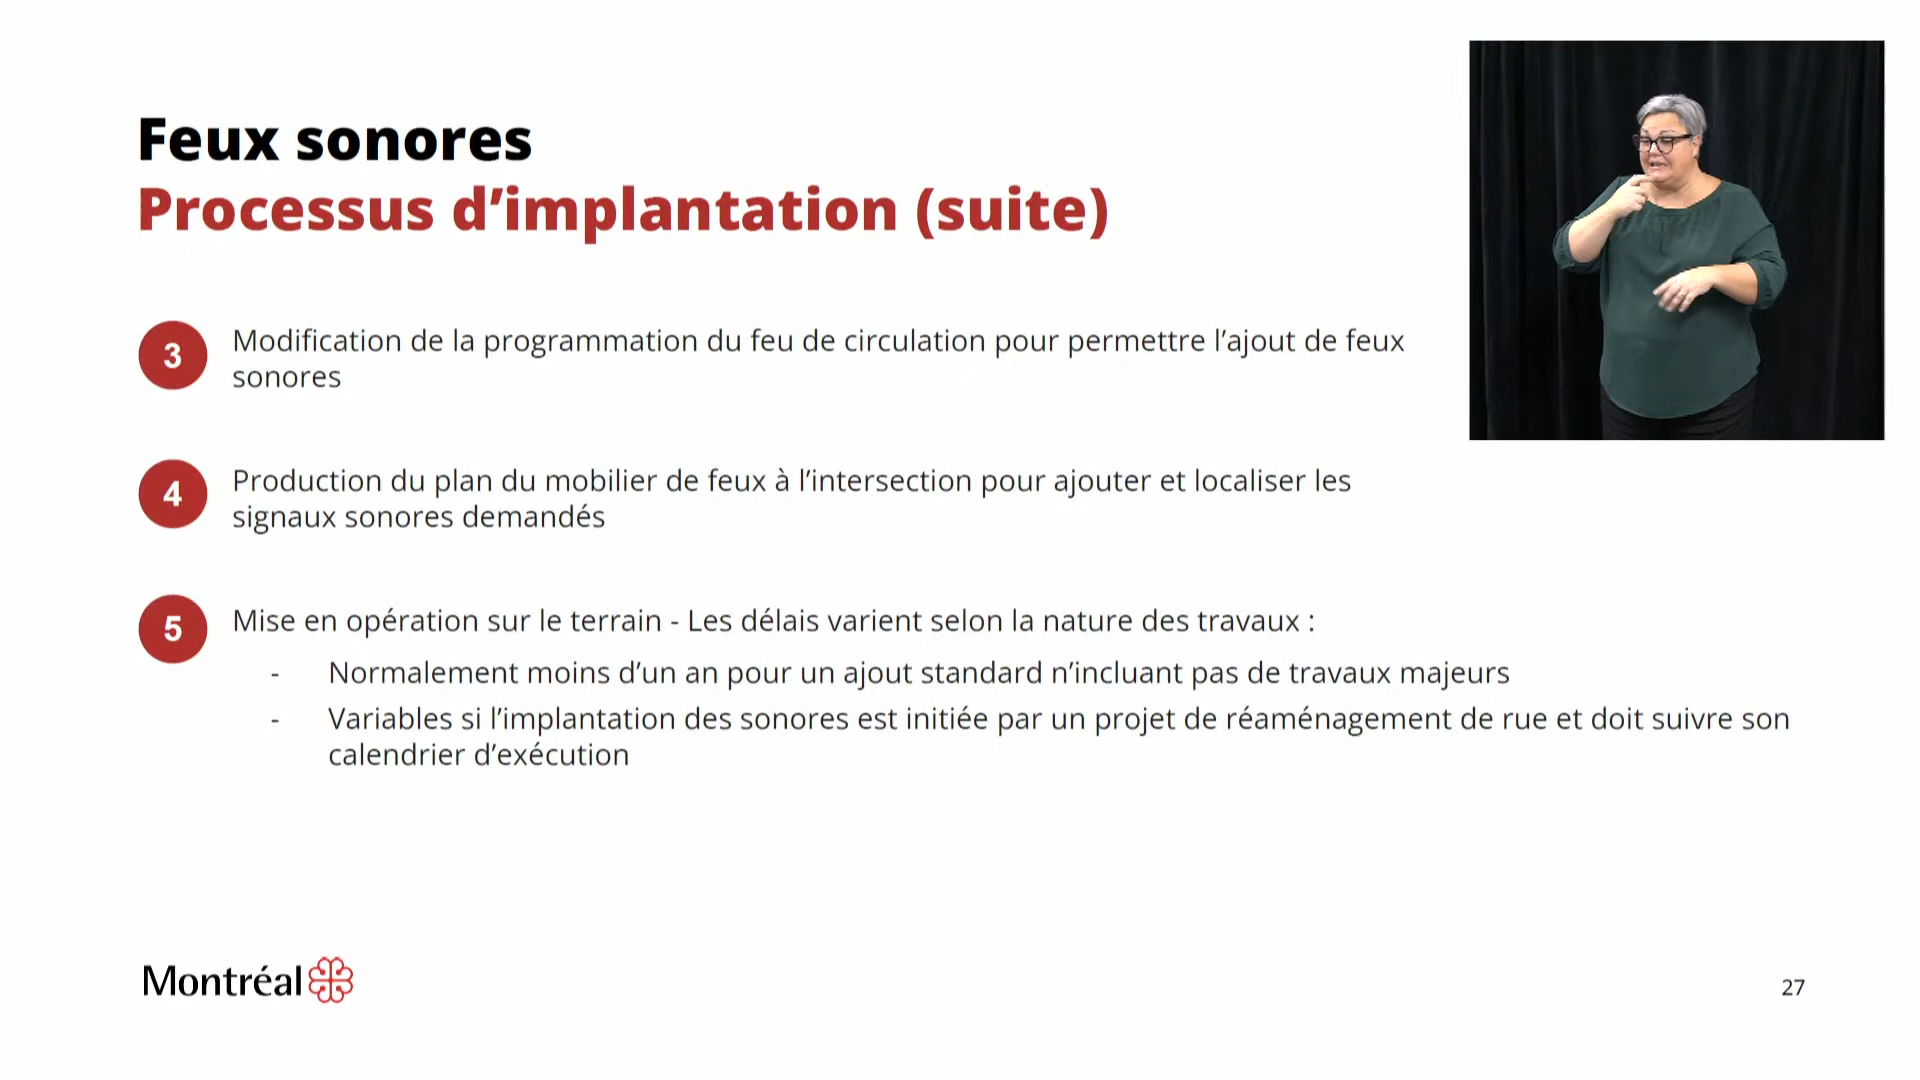 Feux sonores
Processus d’implantation (suite)
3
Modification de la programmation du feu de circulation pour permettre l’ajout de feux
sonores
4
Production du plan du mobilier de feux à l’intersection pour ajouter et localiser les
signaux sonores demandés
5
Mise en opération sur le terrain - Les délais varient selon la nature des travaux :
- Normalement moins d’un an pour un ajout standard n’incluant pas de travaux majeurs
- Variables si l’implantation des sonores est initiée par un projet de réaménagement de rue et doit suivre son
calendrier d’exécution
Montréal
27